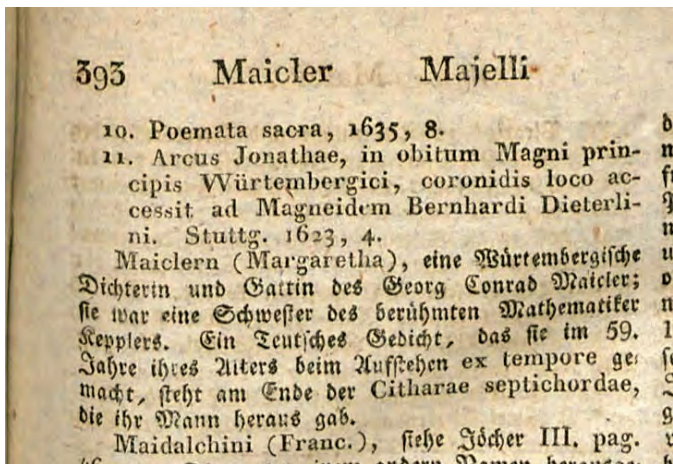 393 Maicler Majelli
10. Poemata sacra, 1635, 8.
11. Arcus Jonathae, in obitum Magni prin-
cipis Würtembergici, coronidis loco ac-
cessit ad Magneidem Bernhardi Dieterli-
ni. Stuttg. 1623, 4.
Maiclern (Margaretha), eine Würtembergische
Dichterin und Gattin des Georg Conrad Maicler;
sie war eine Schwester des berühmten Mathematiker
Kepplers. Ein Teutsches Gedicht, das sie im 59.
Jahre ihres Alters beim Aufstehen ex tempore ge-
macht, steht am Ende der Citharae septichordae,
die ihr Mann heraus gab.
Maidalchini (Franc.), siehe Jöcher III. pag.